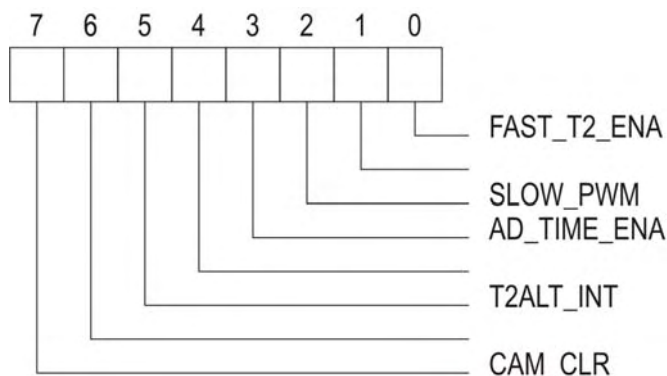 7 6 5 4 3 2 1 0
FAST_T2_ENA
SLOW_PWM
AD_TIME_ENA
T2ALT_INT
CAM CLR